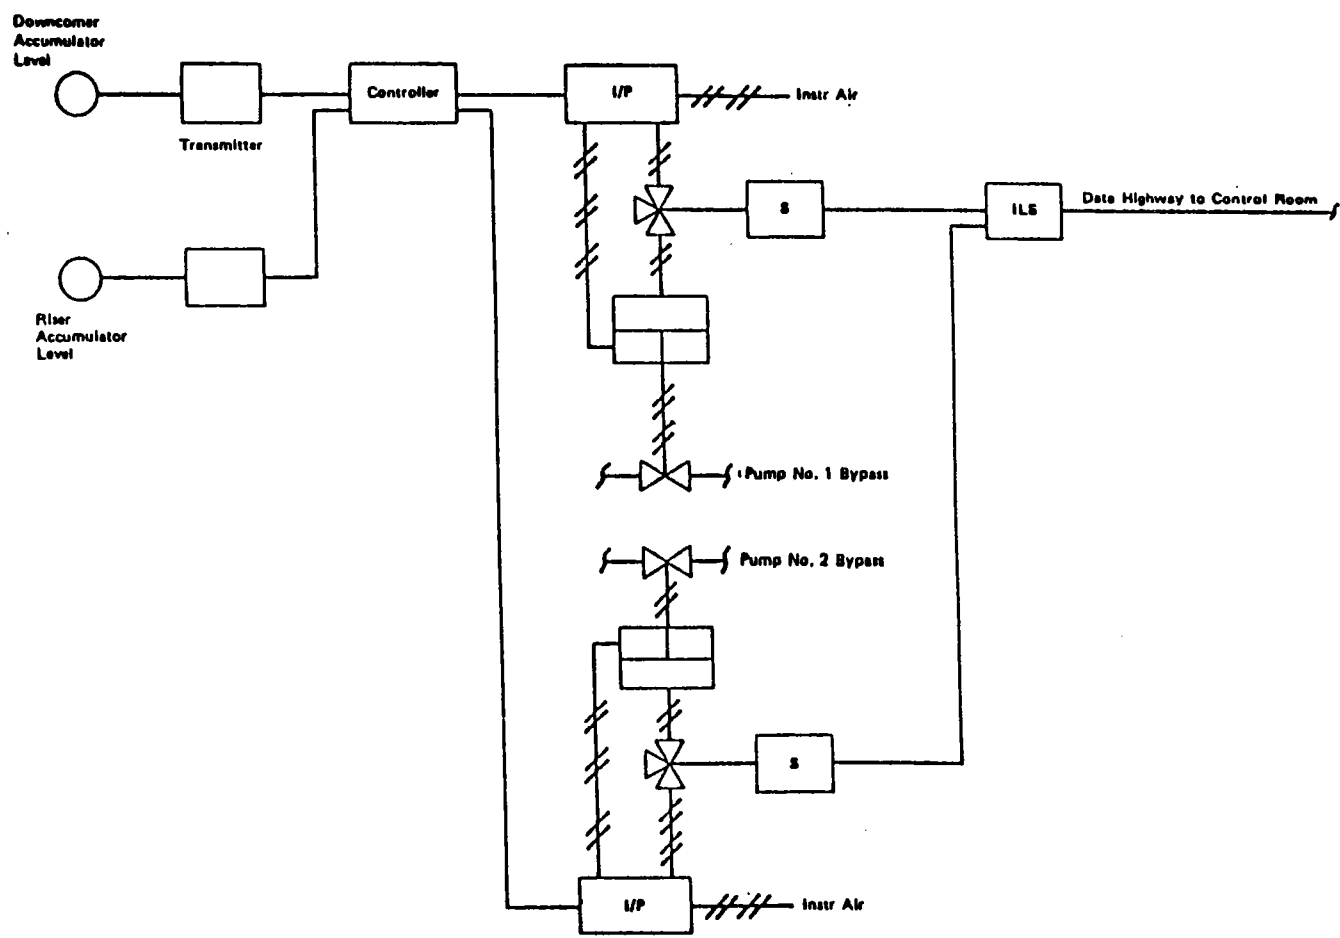 Downcomer
Accumulator
Level
Controller
I/P
Instr Air
Transmitter
S
ILS
Data Highway to Control Room
Riser
Accumulator
Level
Pump No. 1 Bypass
Pump No. 2 Bypass
S
I/P
Instr Air